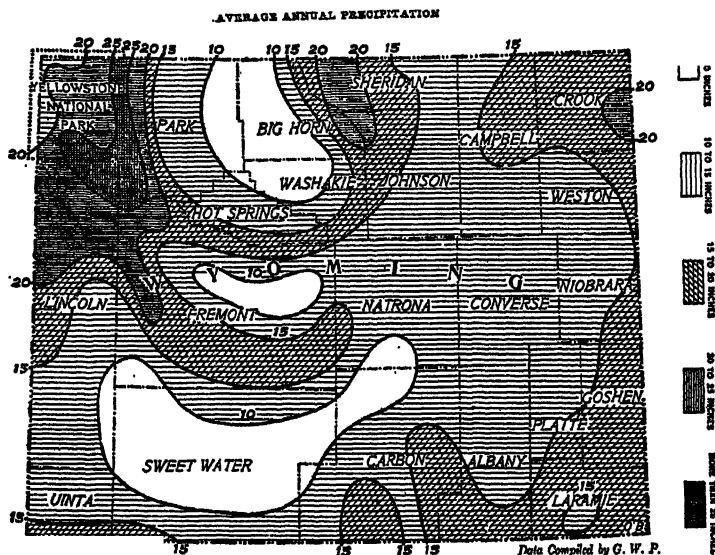 AVERAGE ANNUAL PRECIPITATION
20 25 25 20 15 10 10 15 20 20 15 15
YELLOWSTONE
NATIONAL
PARK
PARK
BIG HORN
SHERIDAN
CAMPBELL
CROOK
20
20
20
WASHAKIE
JOHNSON
WESTON
HOT SPRINGS
WYOMING
10
20
LINCOLN
FREMONT
15
NATRONA
CONVERSE
NIOBRARA
15
10
GOSHEN
PLATTE
SWEET WATER
CARBON
ALBANY
UINTA
15
LARAMIE
15
15 15 15 15
Data Compiled by G. W. P.
0 INCHES
10 TO 15 INCHES
15 TO 20 INCHES
20 TO 25 INCHES
MORE THAN 25